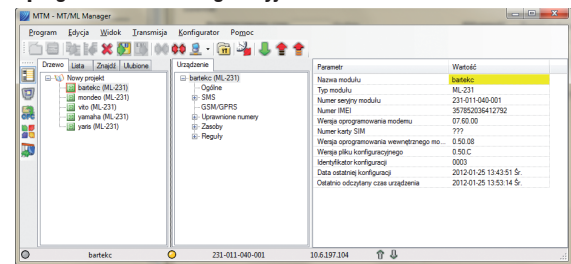 MTM - MT/ML Manager
Program Edycja Widok Transmisja Konfigurator Pomoc
Drzewo Lista Znajdź Ulubione
Nowy projekt
bartekc (ML-231)
mondeo (ML-231)
vito (ML-231)
yamaha (ML-231)
yaris (ML-231)
Urządzenie
bartekc (ML-231)
Ogólne
SMS
GSM/GPRS
Uprawnione numery
Zasoby
Reguły
Parametr Wartość
Nazwa modułu bartekc
Typ modułu ML-231
Numer seryjny modułu 231-011-040-001
Numer IMEI 357852036412792
Wersja oprogramowania modemu 07.60.00
Numer karty SIM ???
Wersja oprogramowania wewnętrznego mo... 0.50.08
Wersja pliku konfiguracyjnego 0.50.C
Identyfikator konfiguracji 0003
Data ostatniej konfiguracji 2012-01-25 13:43:51 Śr.
Ostatnio odczytany czas urządzenia 2012-01-25 13:53:14 Śr.
bartekc 231-011-040-001 10.6.197.104